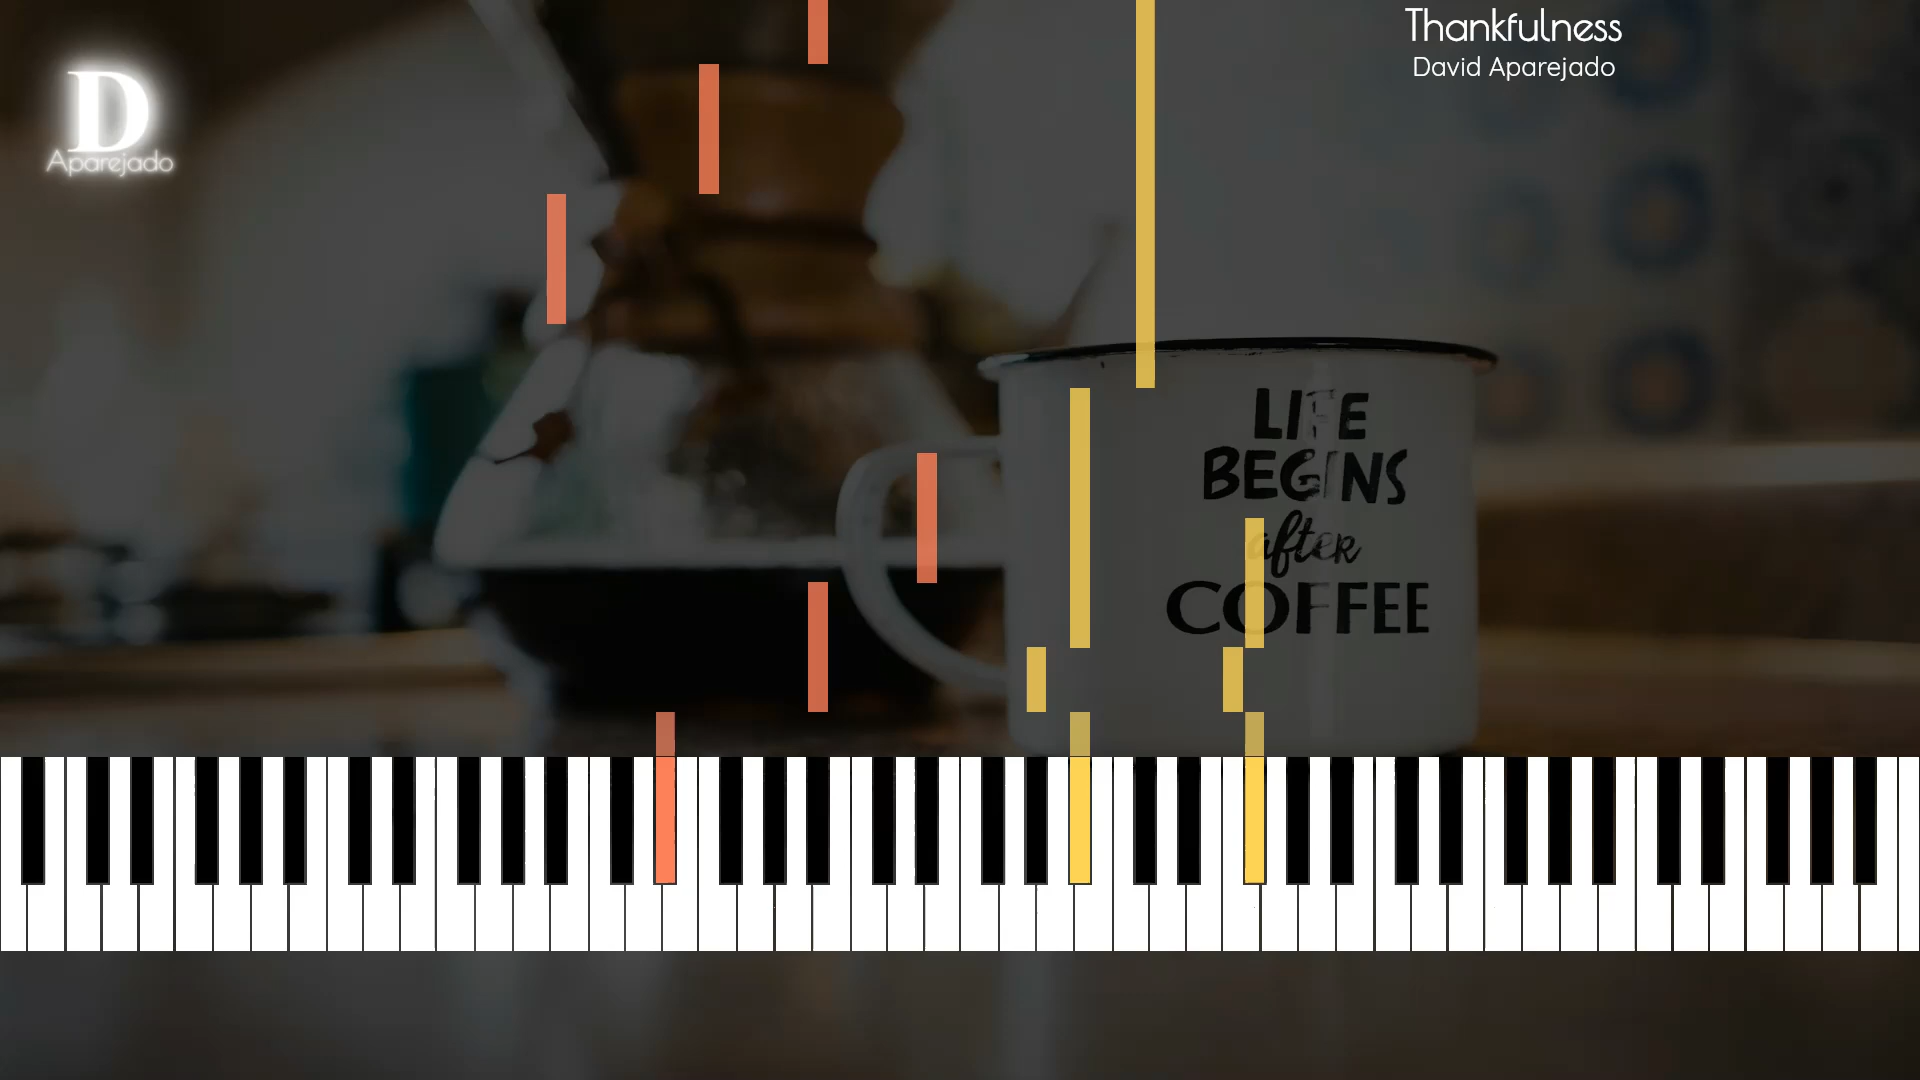 Thankfulness
David Aparejado
D
Aparejado
LIFE
BEGINS
after
COFFEE